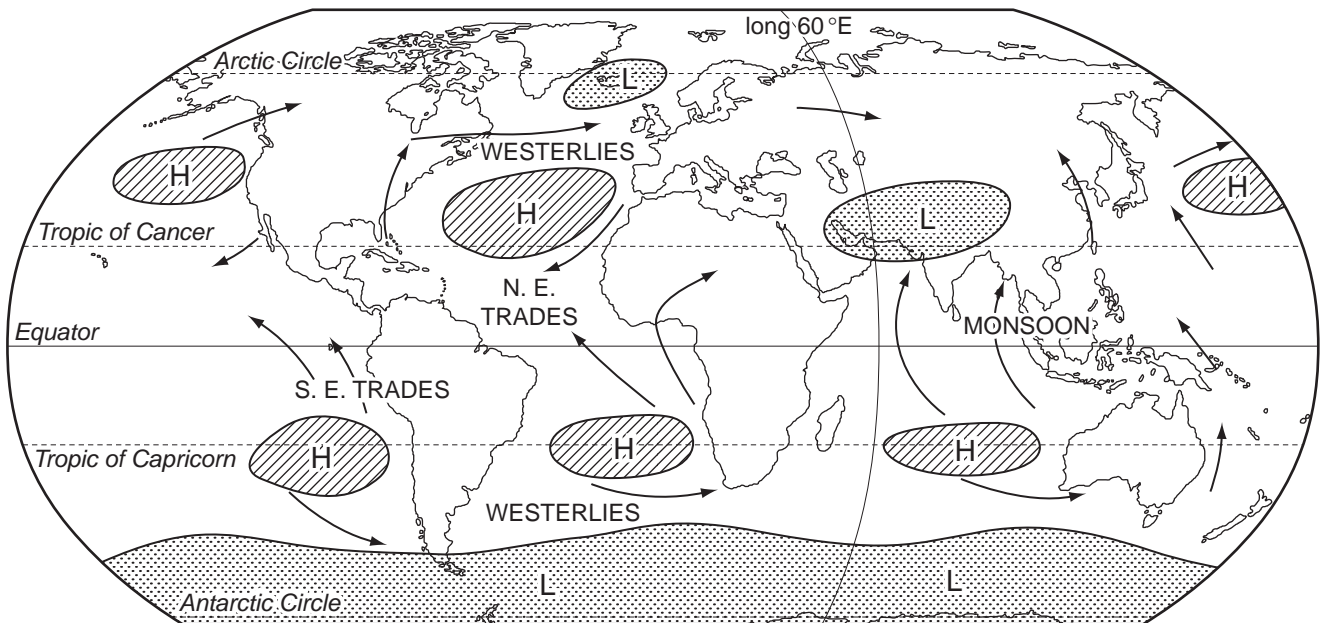 long 60 °E
Arctic Circle
L
WESTERLIES
H
H
H
L
Tropic of Cancer
N. E.
TRADES
MONSOON
Equator
S. E. TRADES
H
H
H
Tropic of Capricorn
WESTERLIES
L
L
Antarctic Circle